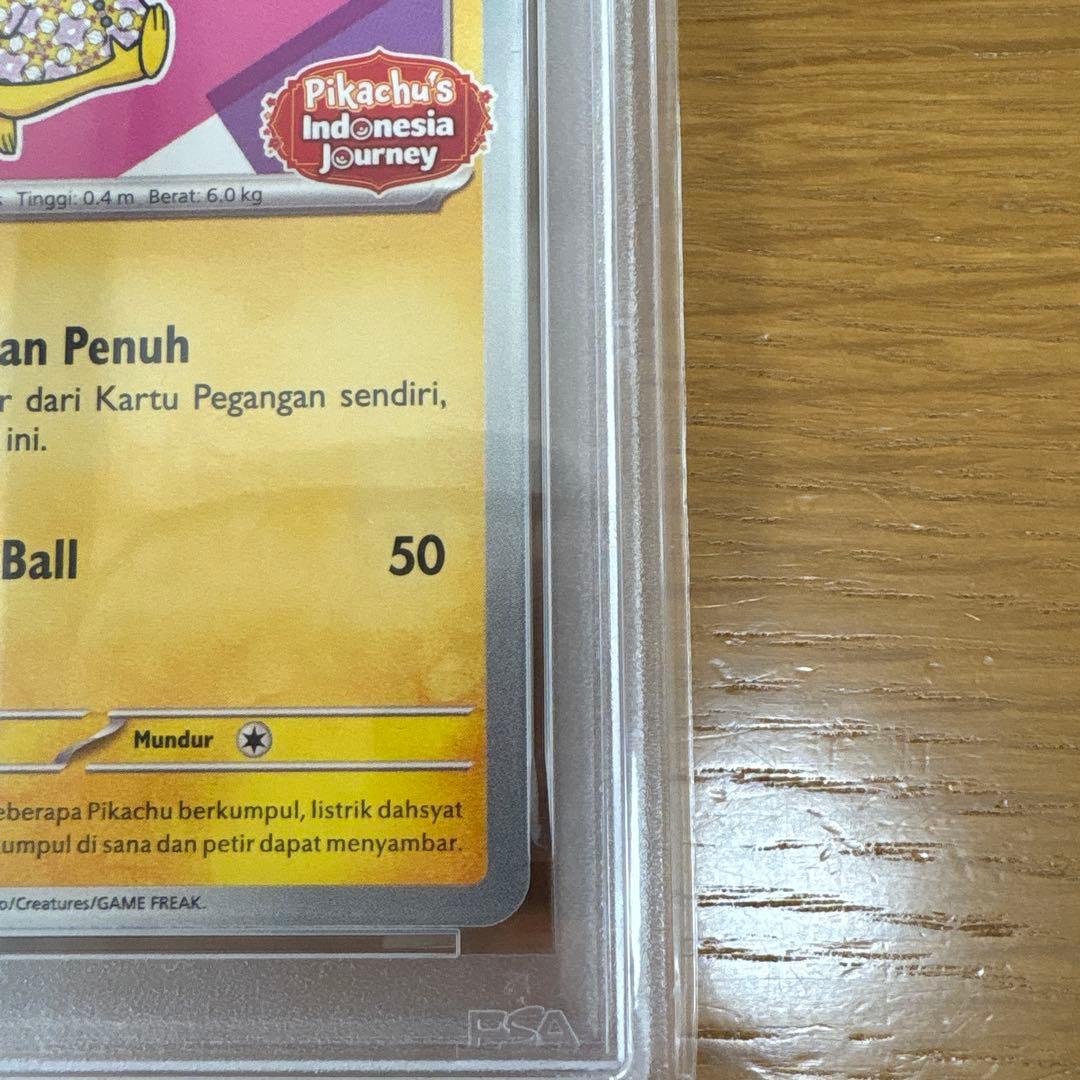 Pikachu's
Indonesia
Journey
Tinggi: 0.4 m Berat: 6.0 kg
an Penuh
r dari Kartu Pegangan sendiri,
ini.
Ball 50
Mundur
eberapa Pikachu berkumpul, listrik dahsyat
umpul di sana dan petir dapat menyambar.
o/Creatures/GAME FREAK.
PSA